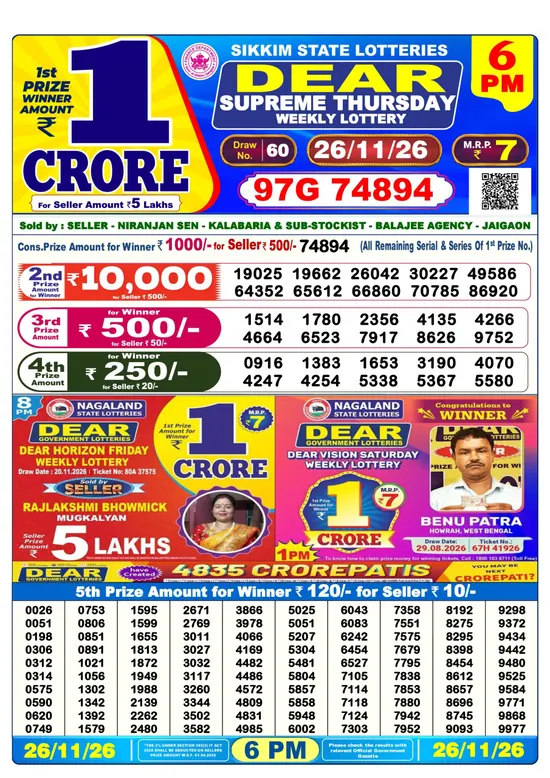 1st
PRIZE
WINNER
AMOUNT
₹
1
CRORE
For Seller Amount ₹5 Lakhs
SIKKIM STATE LOTTERIES
DEAR
SUPREME THURSDAY
WEEKLY LOTTERY
6
PM
Draw No. 60
26/11/26
M.R.P. ₹ 7
97G 74894
Sold by : SELLER - NIRANJAN SEN - KALABARIA & SUB-STOCKIST - BALAJEE AGENCY - JAIGAON
Cons.Prize Amount for Winner ₹ 1000/- for Seller ₹ 500/- 74894 (All Remaining Serial & Series Of 1st Prize No.)
2nd Prize Amount for Winner ₹ 10,000 for Seller ₹ 500/-
19025 19662 26042 30227 49586
64352 65612 66860 70785 86920
3rd Prize Amount for Winner ₹ 500/- for Seller ₹ 50/-
1514 1780 2356 4135 4266
4664 6523 7917 8626 9752
4th Prize Amount for Winner ₹ 250/- for Seller ₹ 20/-
0916 1383 1653 3190 4070
4247 4254 5338 5367 5580
8 PM
NAGALAND
STATE LOTTERIES
DEAR
GOVERNMENT LOTTERIES
DEAR HORIZON FRIDAY
WEEKLY LOTTERY
Draw Date : 20.11.2026 | Ticket No: 80A 37575
Sold by
SELLER
RAJLAKSHMI BHOWMICK
MUGKALYAN
Seller Prize Amount ₹ 5 LAKHS
1st Prize Amount for Winner ₹
1
CRORE
M.R.P. ₹7
NAGALAND
STATE LOTTERIES
DEAR
GOVERNMENT LOTTERIES
DEAR VISION SATURDAY
WEEKLY LOTTERY
1st Prize Amount for Winner ₹
1
CRORE
M.R.P. ₹7
1PM
Congratulations to
WINNER
BENU PATRA
HOWRAH, WEST BENGAL
Draw Date: 29.08.2026
Ticket No.: 67H 41926
DEAR
GOVERNMENT LOTTERIES
have Created
4835 CROREPATIS
YOU MAY BE NEXT
CROREPATI?
5th Prize Amount for Winner ₹ 120/- for Seller ₹ 10/-
0026 0753 1595 2671 3866 5025 6043 7358 8192 9298
0051 0806 1599 2769 3978 5051 6083 7551 8275 9372
0198 0851 1655 3011 4066 5207 6242 7575 8295 9434
0306 0891 1813 3027 4169 5304 6454 7679 8398 9442
0312 1021 1872 3032 4482 5481 6527 7795 8454 9480
0314 1056 1949 3117 4486 5804 7105 7838 8612 9525
0575 1302 1988 3260 4572 5857 7114 7853 8657 9584
0590 1342 2139 3344 4809 5858 7118 7880 8696 9771
0620 1392 2262 3502 4831 5948 7124 7942 8745 9868
0749 1579 2480 3582 4985 6002 7303 7952 9093 9977
26/11/26
6 PM
Please check the results with
relevant Official Government
Gazette
26/11/26